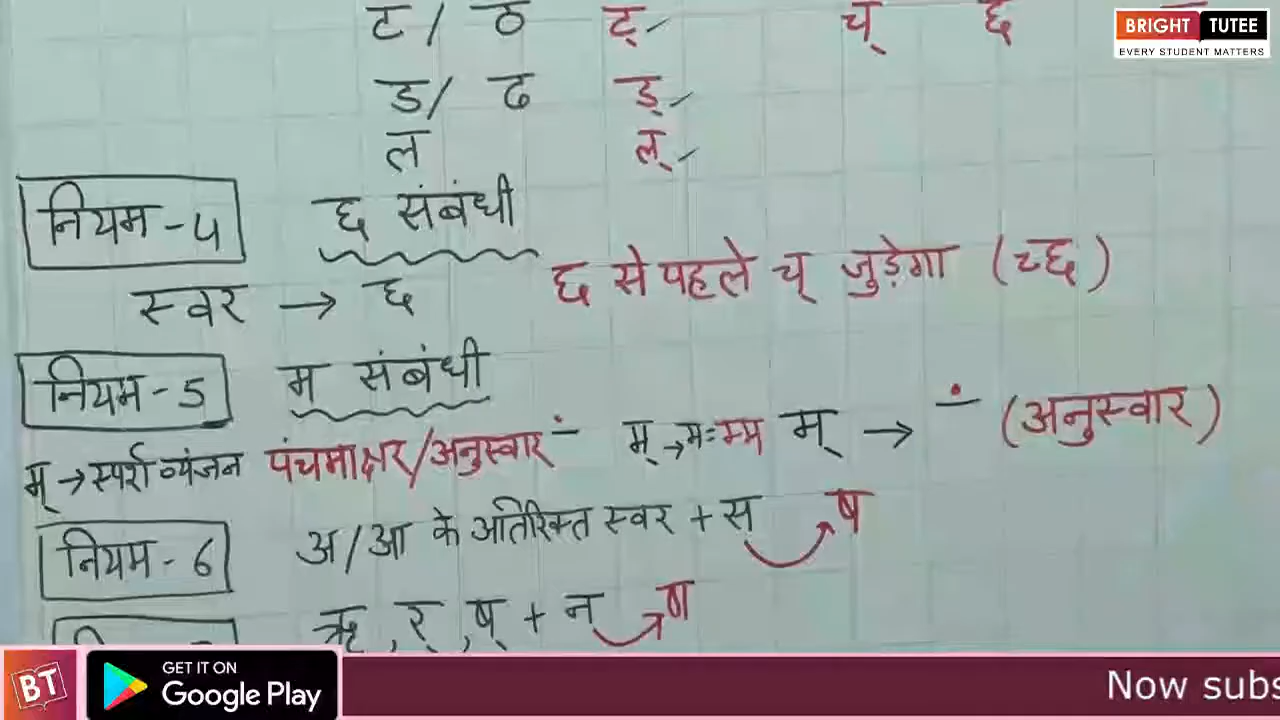 BRIGHT TUTEE
EVERY STUDENT MATTERS
ट / ठ ट् च् छ
ड / ढ ड्
ल ल्
नियम - 4 छ संबंधी
स्वर → छ छ से पहले च् जुड़ेगा (च्छ)
नियम - 5 म संबंधी
म् → स्पर्श व्यंजन पंचमाक्षर/अनुस्वार ं म् → म = म्म म् → ं (अनुस्वार)
नियम - 6 अ/आ के अतिरिक्त स्वर + स् ष
ऋ, र्, ष् + न् ण
BT GET IT ON
Google Play
Now subs